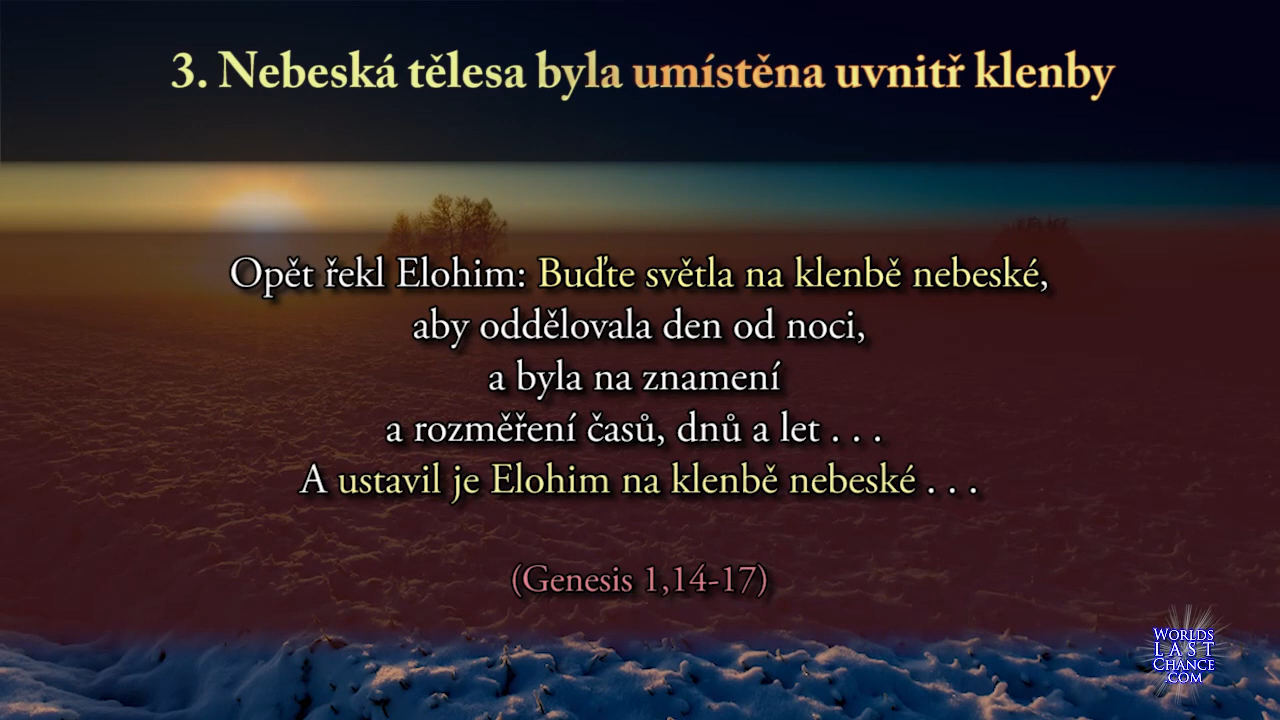 3. Nebeská tělesa byla umístěna uvnitř klenby
Opět řekl Elohim: Buďte světla na klenbě nebeské,
aby oddělovala den od noci,
a byla na znamení
a rozměření časů, dnů a let . . .
A ustavil je Elohim na klenbě nebeské . . .
(Genesis 1,14-17)
WORLDS
LAST
CHANCE
.COM